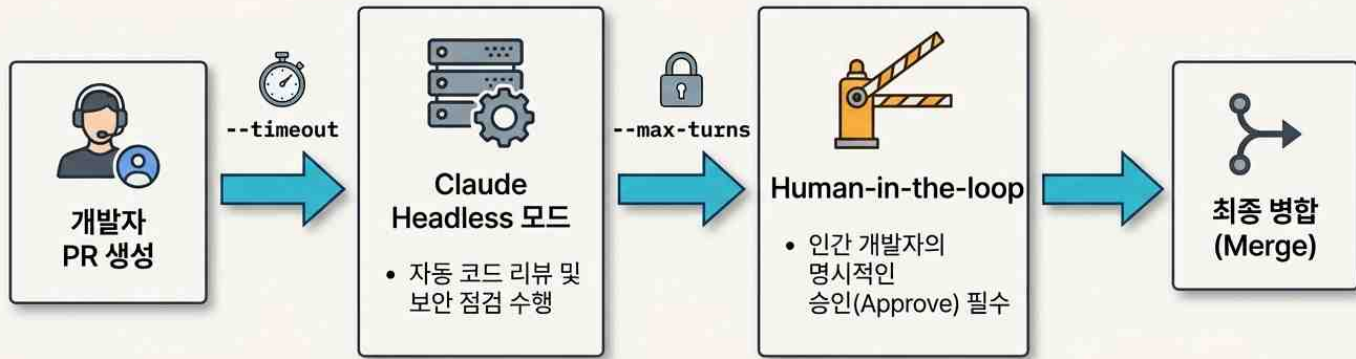 개발자
PR 생성
--timeout
Claude
Headless 모드
• 자동 코드 리뷰 및
보안 점검 수행
--max-turns
Human-in-the-loop
• 인간 개발자의
명시적인
승인(Approve) 필수
최종 병합
(Merge)